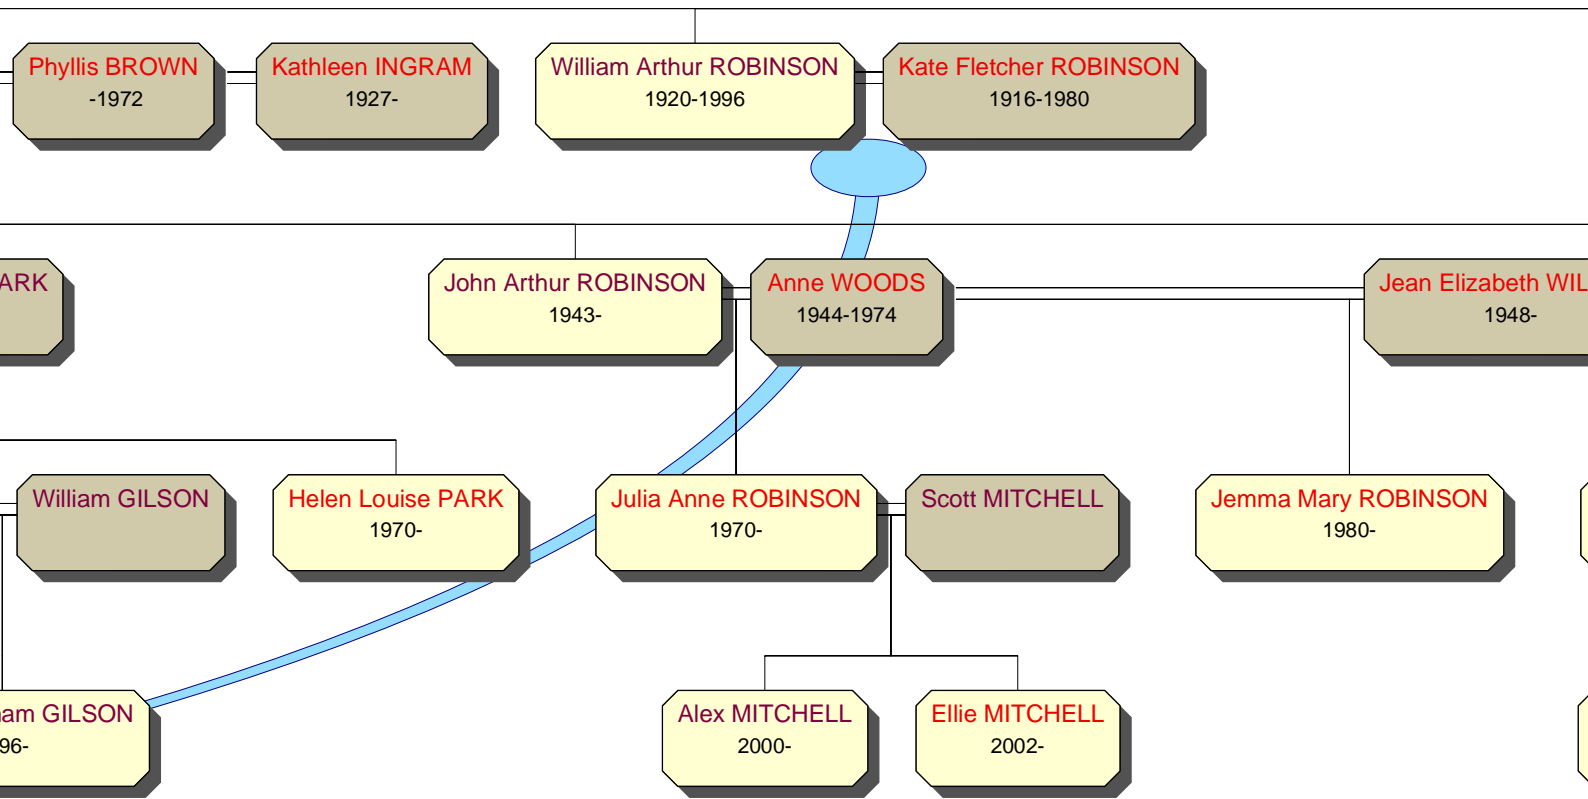 Phyllis BROWN
-1972
Kathleen INGRAM
1927-
William Arthur ROBINSON
1920-1996
Kate Fletcher ROBINSON
1916-1980
ARK
John Arthur ROBINSON
1943-
Anne WOODS
1944-1974
Jean Elizabeth WIL
1948-
William GILSON
Helen Louise PARK
1970-
Julia Anne ROBINSON
1970-
Scott MITCHELL
Jemma Mary ROBINSON
1980-
am GILSON
96-
Alex MITCHELL
2000-
Ellie MITCHELL
2002-